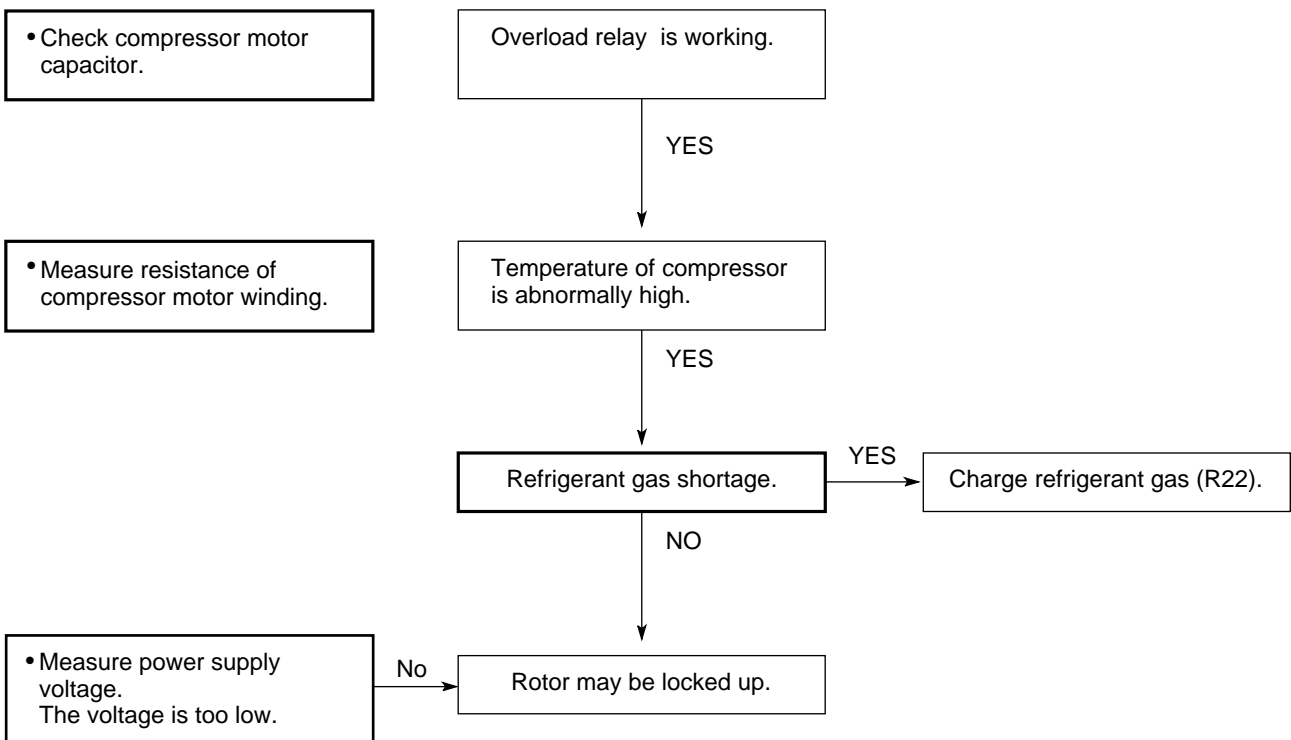 • Check compressor motor
capacitor.
Overload relay  is working.
YES
• Measure resistance of
compressor motor winding.
Temperature of compressor
is abnormally high.
YES
Refrigerant gas shortage.
YES
Charge refrigerant gas (R22).
NO
• Measure power supply
voltage.
The voltage is too low.
No
Rotor may be locked up.